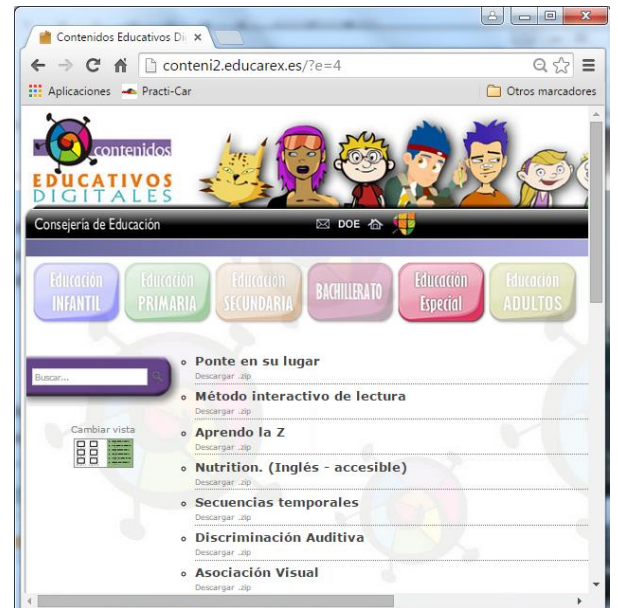 Contenidos Educativos Di
conteni2.educarex.es/?e=4
Aplicaciones
Practi-Car
Otros marcadores
contenidos
EDUCATIVOS
DIGITALES
Consejería de Educación
DOE
Educación INFANTIL
Educación PRIMARIA
Educación SECUNDARIA
BACHILLERATO
Educación Especial
Educación ADULTOS
Buscar...
Cambiar vista
Ponte en su lugar
Descargar .zip
Método interactivo de lectura
Descargar .zip
Aprendo la Z
Descargar .zip
Nutrition. (Inglés - accesible)
Descargar .zip
Secuencias temporales
Descargar .zip
Discriminación Auditiva
Descargar .zip
Asociación Visual
Descargar .zip